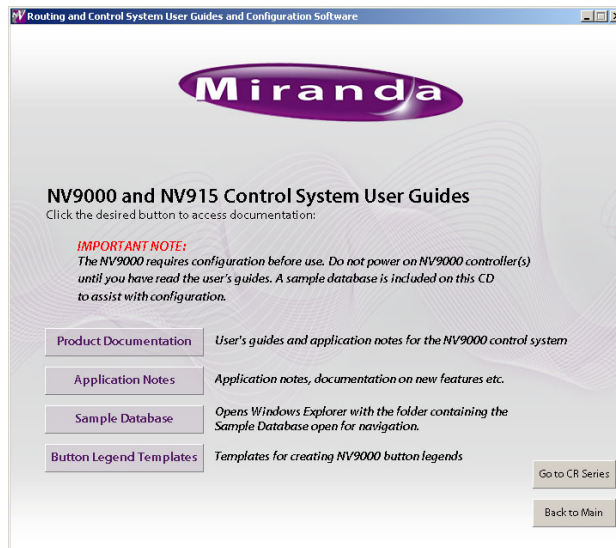 Routing and Control System User Guides and Configuration Software
Miranda
NV9000 and NV915 Control System User Guides
Click the desired button to access documentation:
IMPORTANT NOTE:
The NV9000 requires configuration before use. Do not power on NV9000 controller(s)
until you have read the user's guides. A sample database is included on this CD
to assist with configuration.
Product Documentation
User's guides and application notes for the NV9000 control system
Application Notes
Application notes, documentation on new features etc.
Sample Database
Opens Windows Explorer with the folder containing the
Sample Database open for navigation.
Button Legend Templates
Templates for creating NV9000 button legends
Go to CR Series
Back to Main